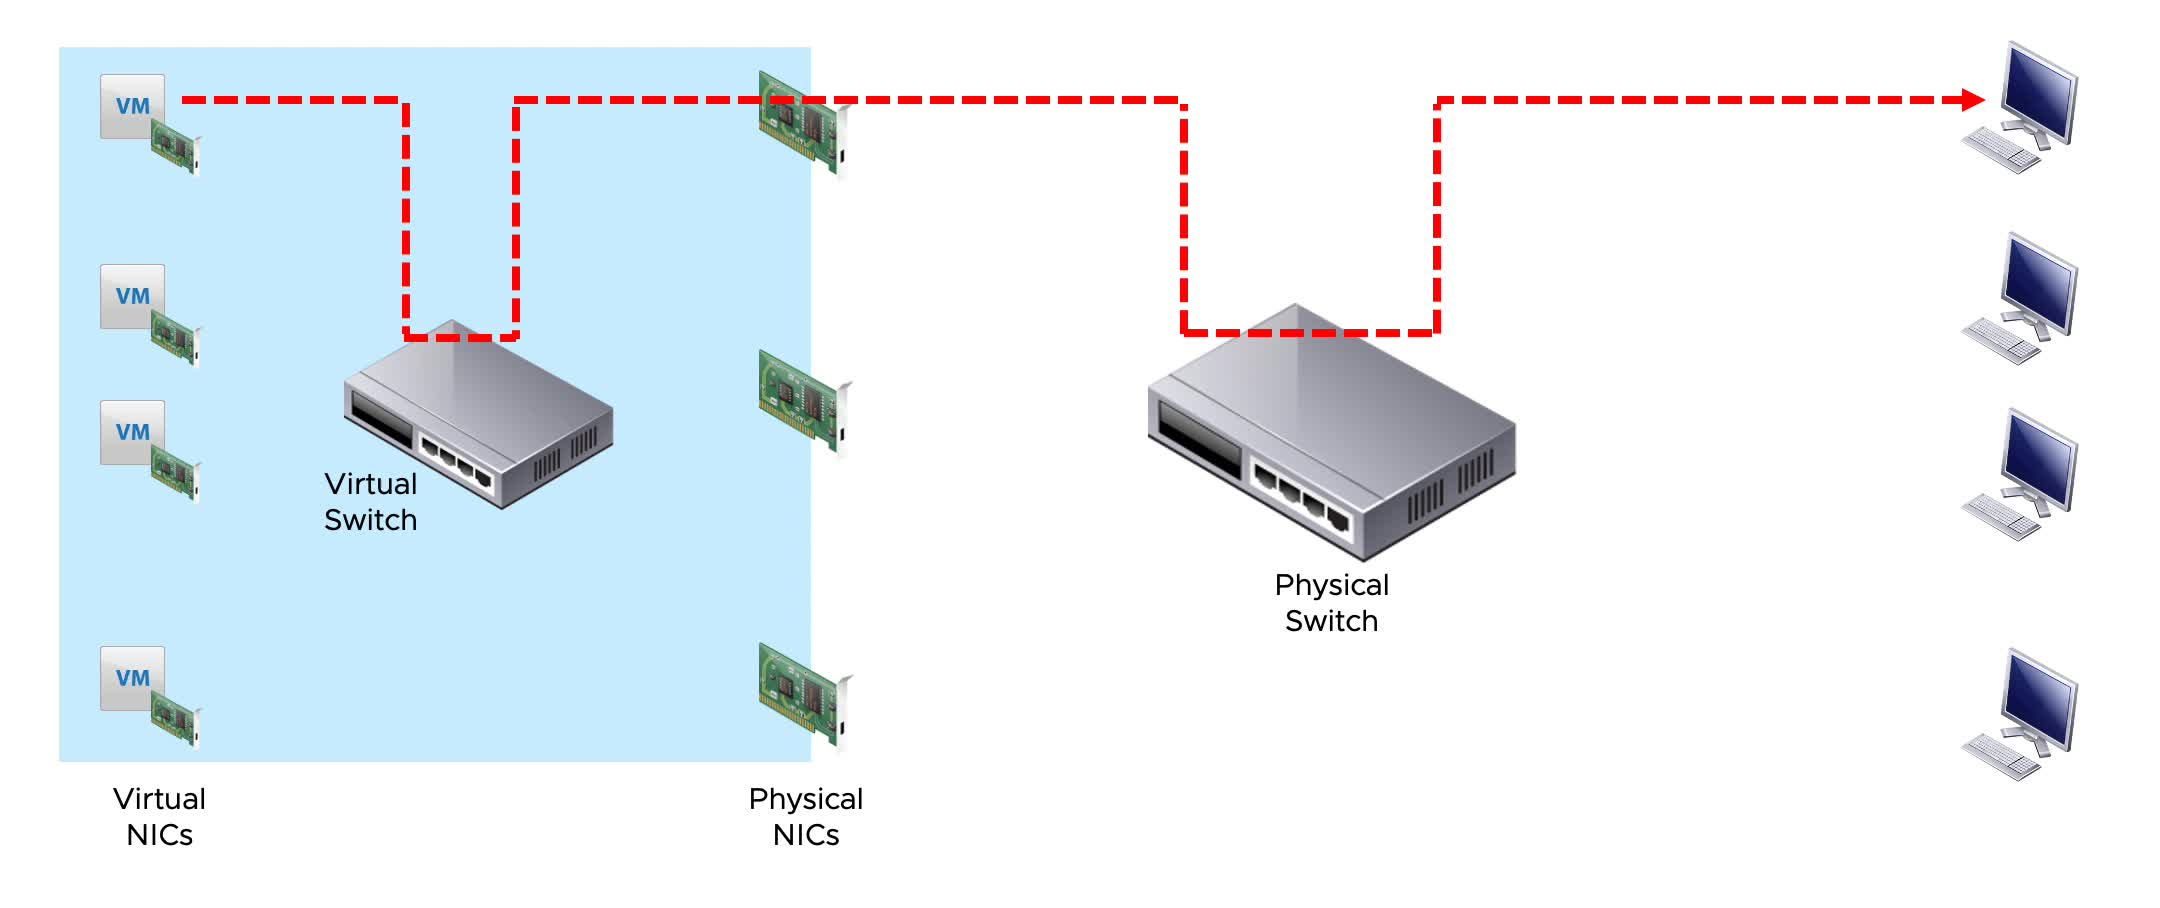 VM
VM
VM
VM
Virtual
Switch
Physical
Switch
Virtual
NICs
Physical
NICs